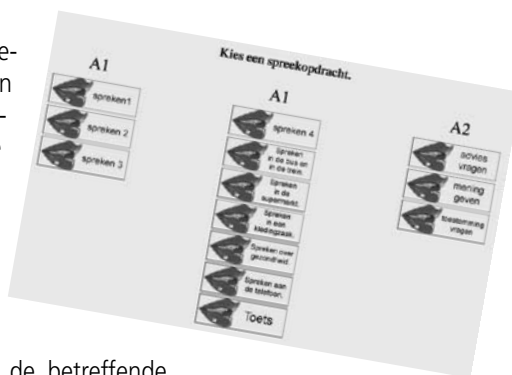 e-
n
-
Kies een spreekopdracht.
A1
spreken1
spreken 2
spreken 3
A1
spreken 4
Spreken
in de bus en
in de trein.
Spreken
in de
supermarkt.
Spreken
in een
kledingzaak.
Spreken over
gezondheid.
Spreken aan
de telefoon.
Toets
A2
advies
vragen
mening
geven
toestemming
vragen
de betreffende